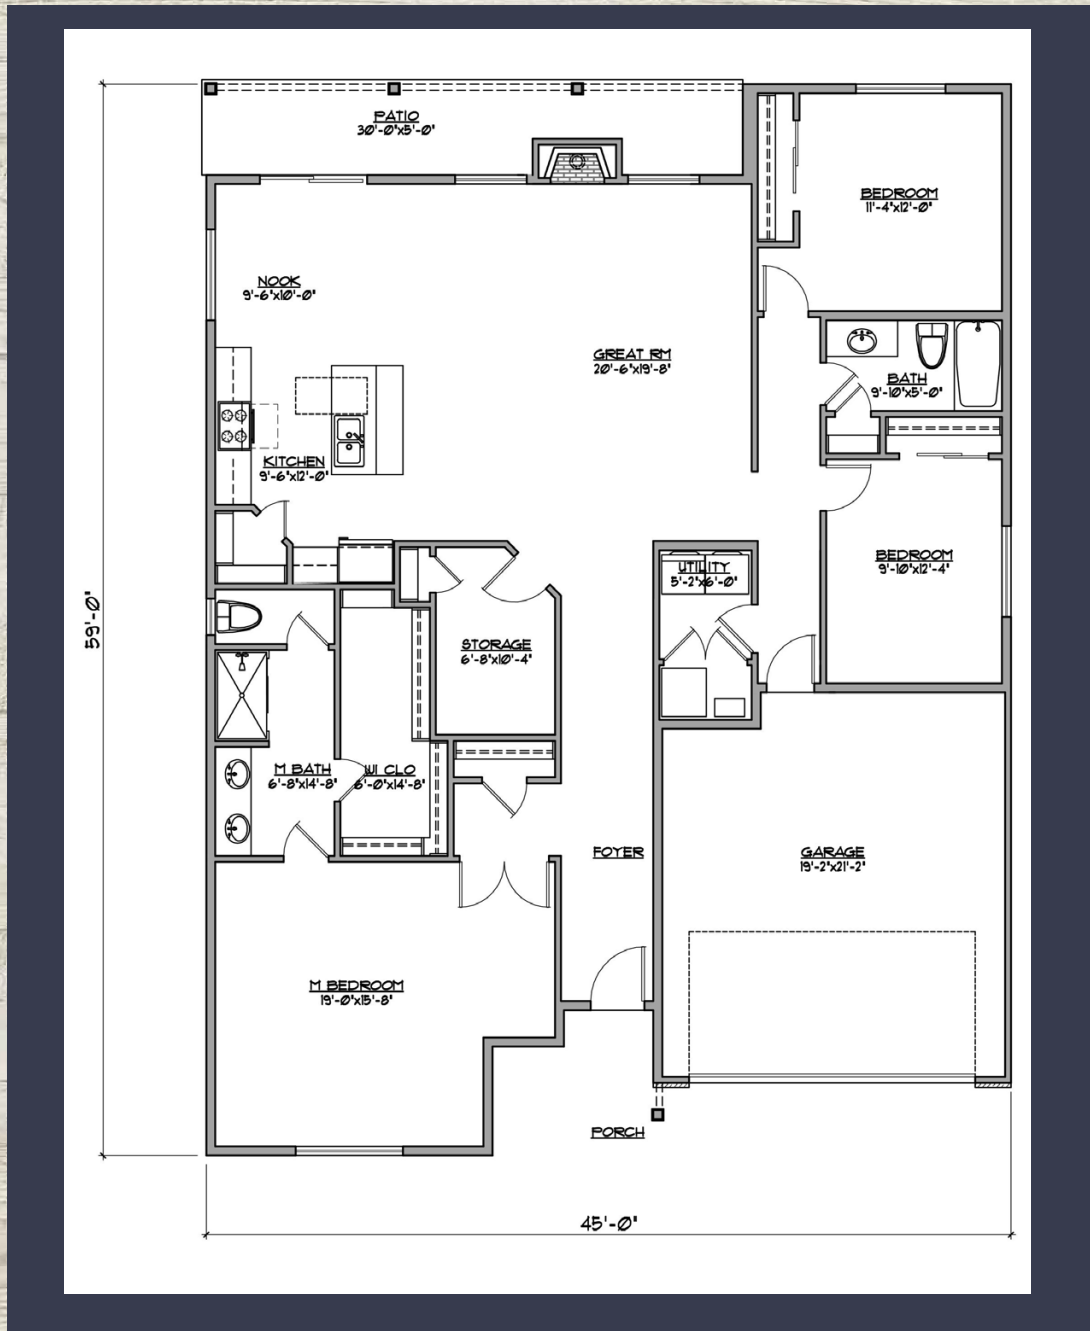 PATIO
30'-0"x5'-0"
BEDROOM
11'-4"x12'-0"
NOOK
9'-6"x10'-0"
GREAT RM
20'-6"x19'-8"
BATH
9'-10"x5'-0"
KITCHEN
9'-6"x12'-0"
BEDROOM
9'-10"x12'-4"
UTILITY
5'-2"x6'-0"
59'-0"
STORAGE
6'-8"x10'-4"
M BATH
6'-8"x14'-8"
WI CLO
6'-0"x14'-8"
FOYER
GARAGE
19'-2"x21'-2"
M BEDROOM
19'-0"x15'-8"
PORCH
45'-0"